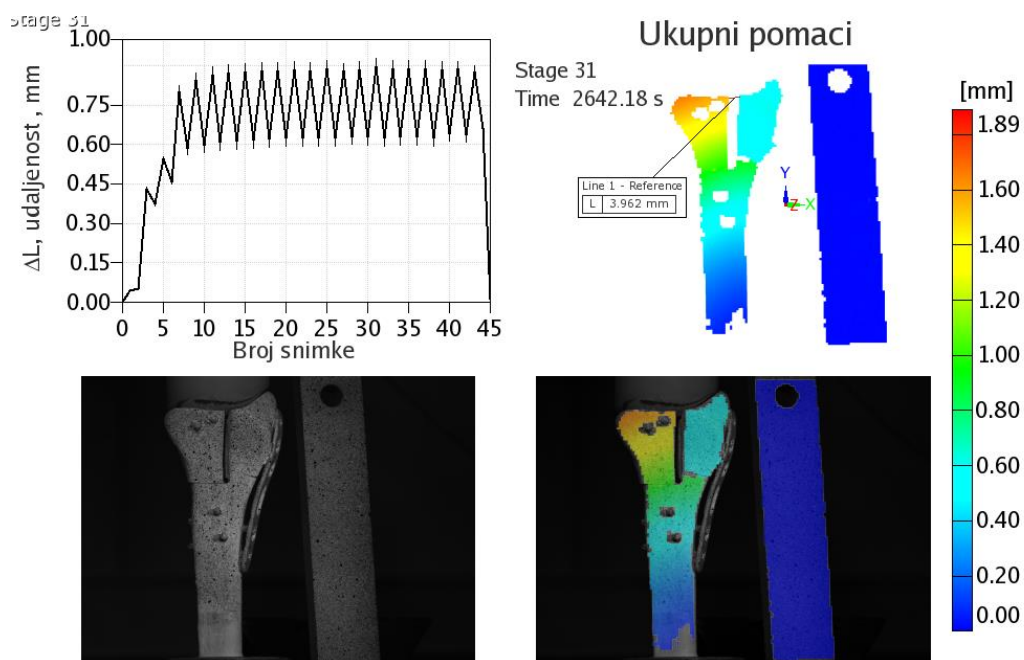 Stage 31
1.00
0.75
0.60
0.45
0.30
0.15
0.00
ΔL, udaljenost , mm
0 5 10 15 20 25 30 35 40 45
Broj snimke
Ukupni pomaci
Stage 31
Time 2642.18 s
Line 1 - Reference
L 3.962 mm
Y
Z X
[mm]
1.89
1.60
1.40
1.20
1.00
0.80
0.60
0.40
0.20
0.00